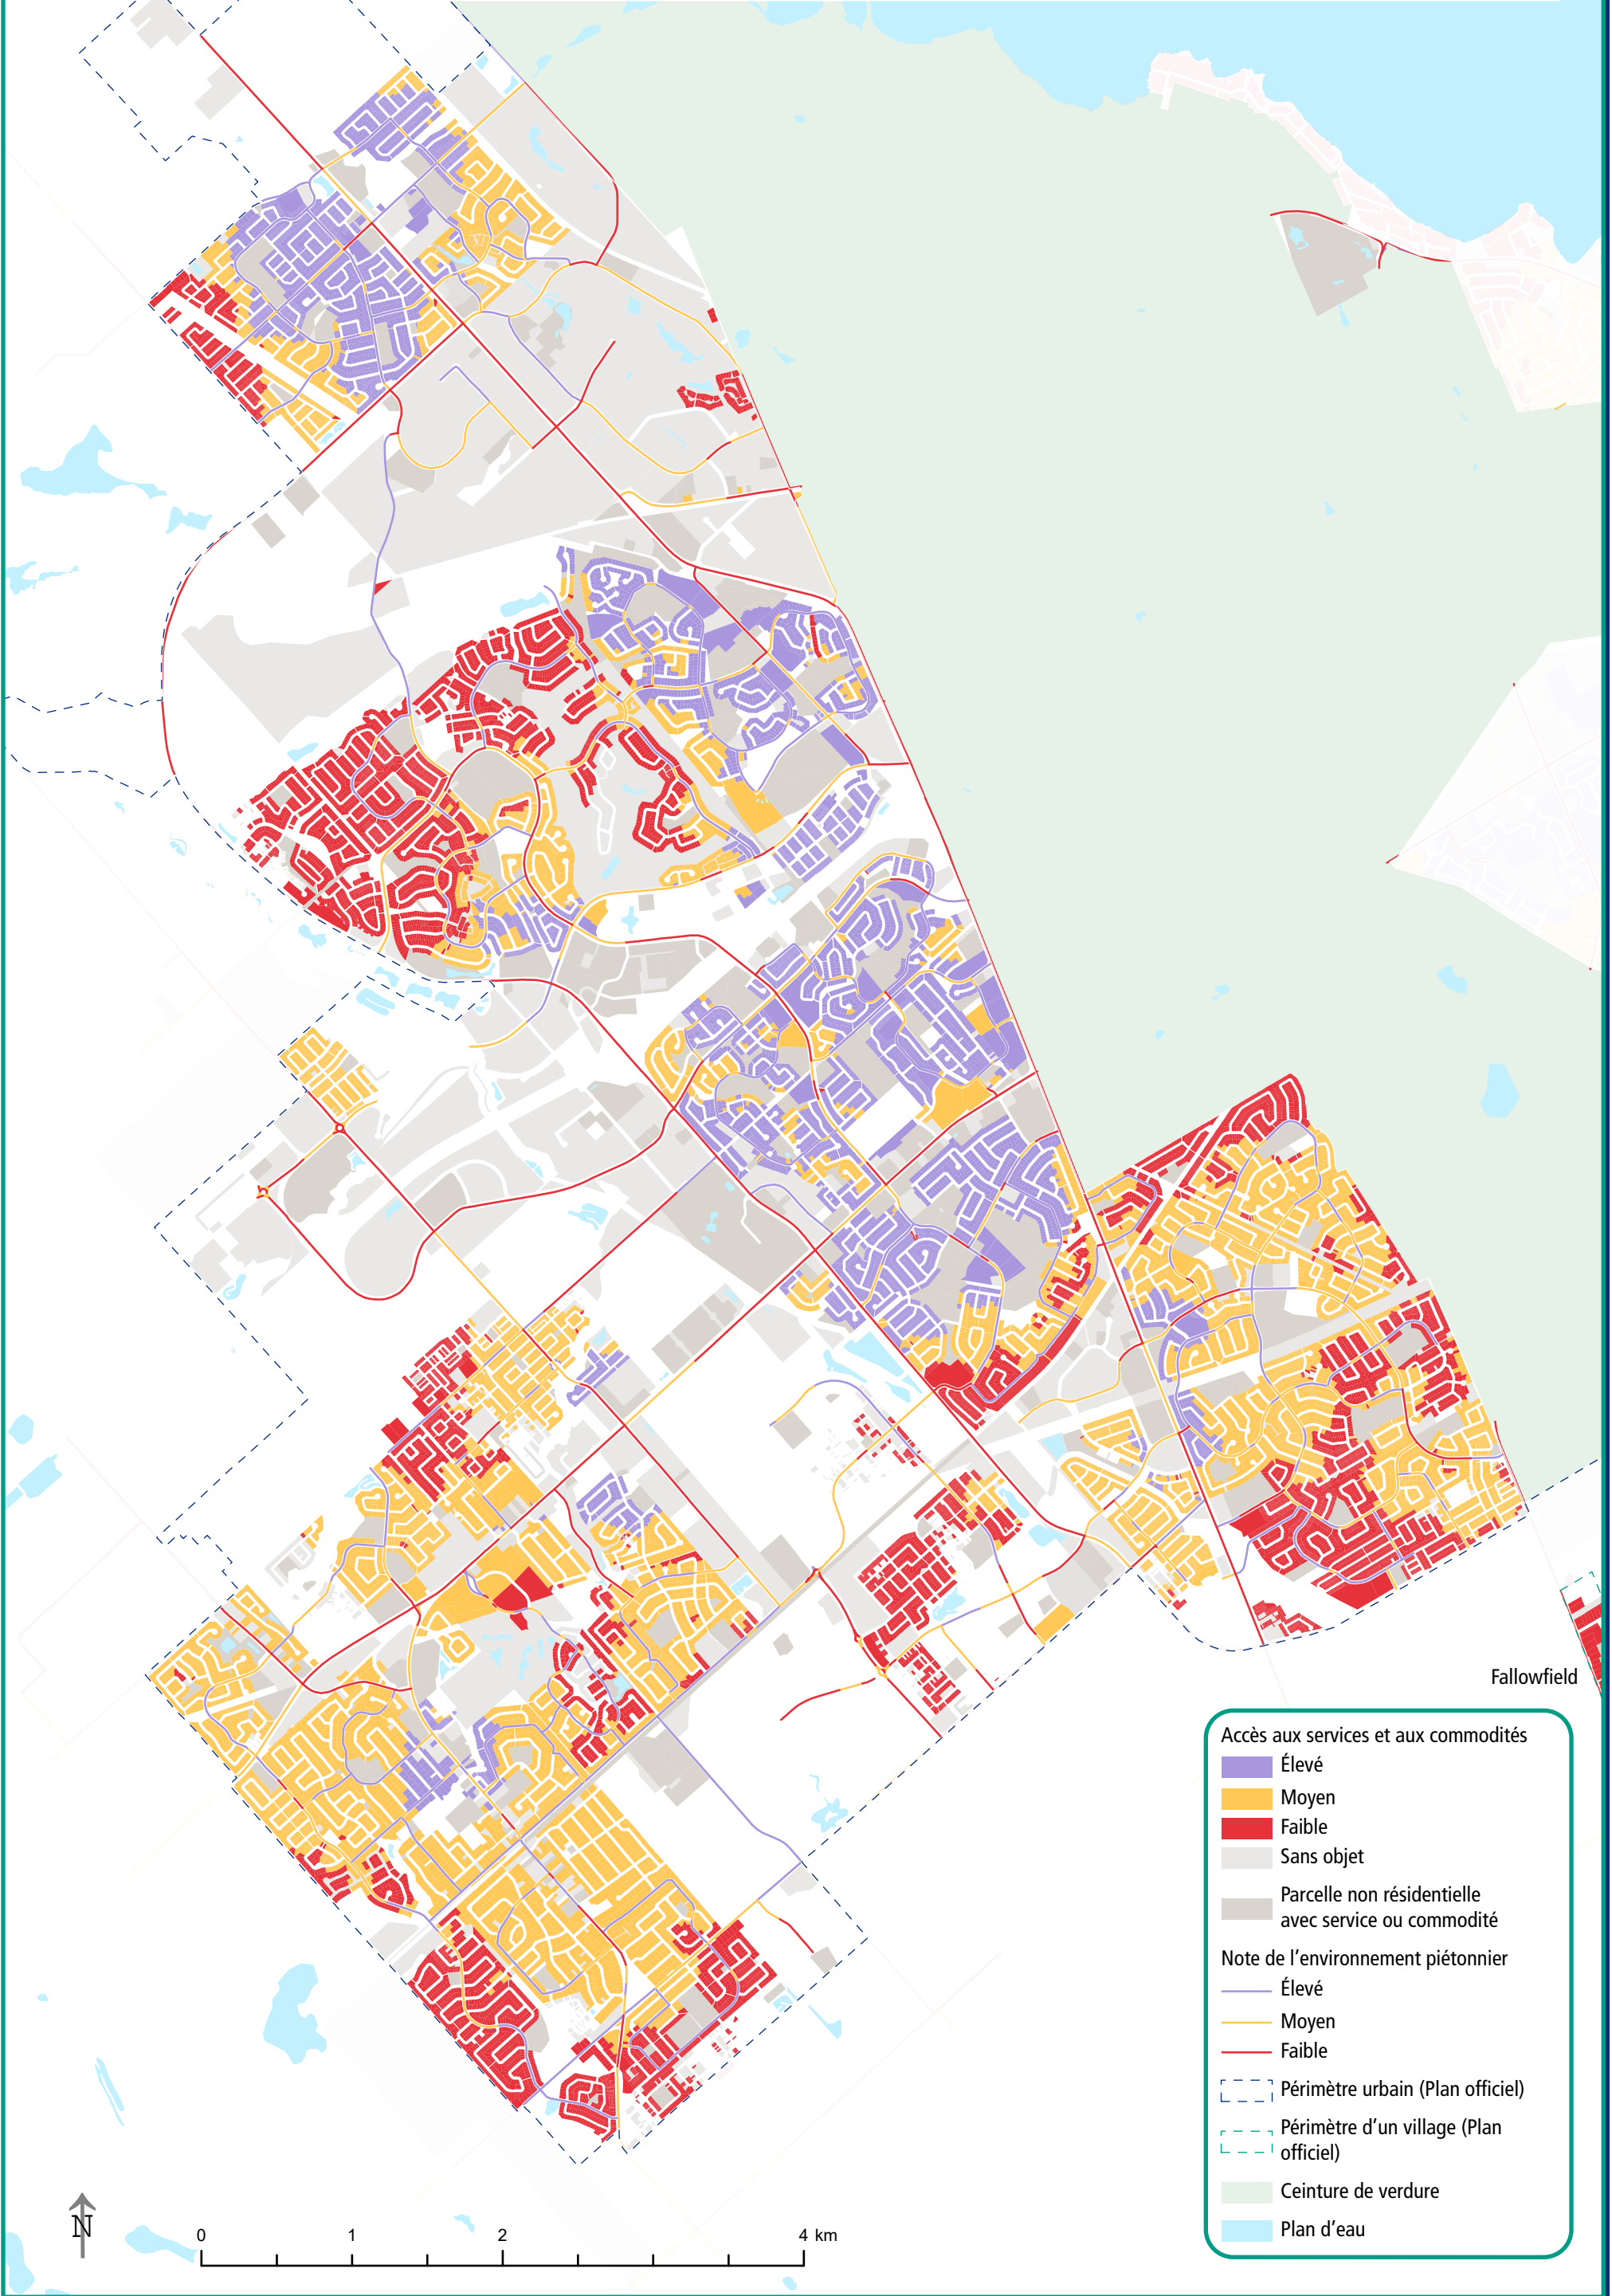 Fallowfield
Accès aux services et aux commodités
Élevé
Moyen
Faible
Sans objet
Parcelle non résidentielle
avec service ou commodité
Note de l'environnement piétonnier
Élevé
Moyen
Faible
Périmètre urbain (Plan officiel)
Périmètre d'un village (Plan
officiel)
Ceinture de verdure
Plan d'eau
N
0 1 2 4 km